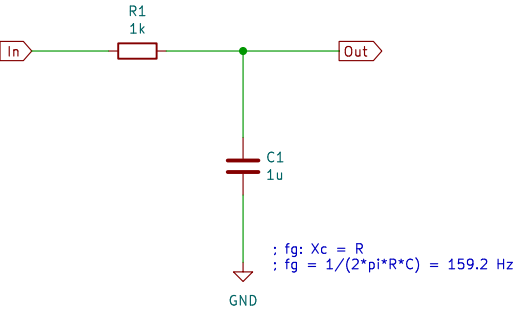 R1
1k
In
Out
C1
1u
; fg: Xc = R
; fg = 1/(2*pi*R*C) = 159.2 Hz
GND